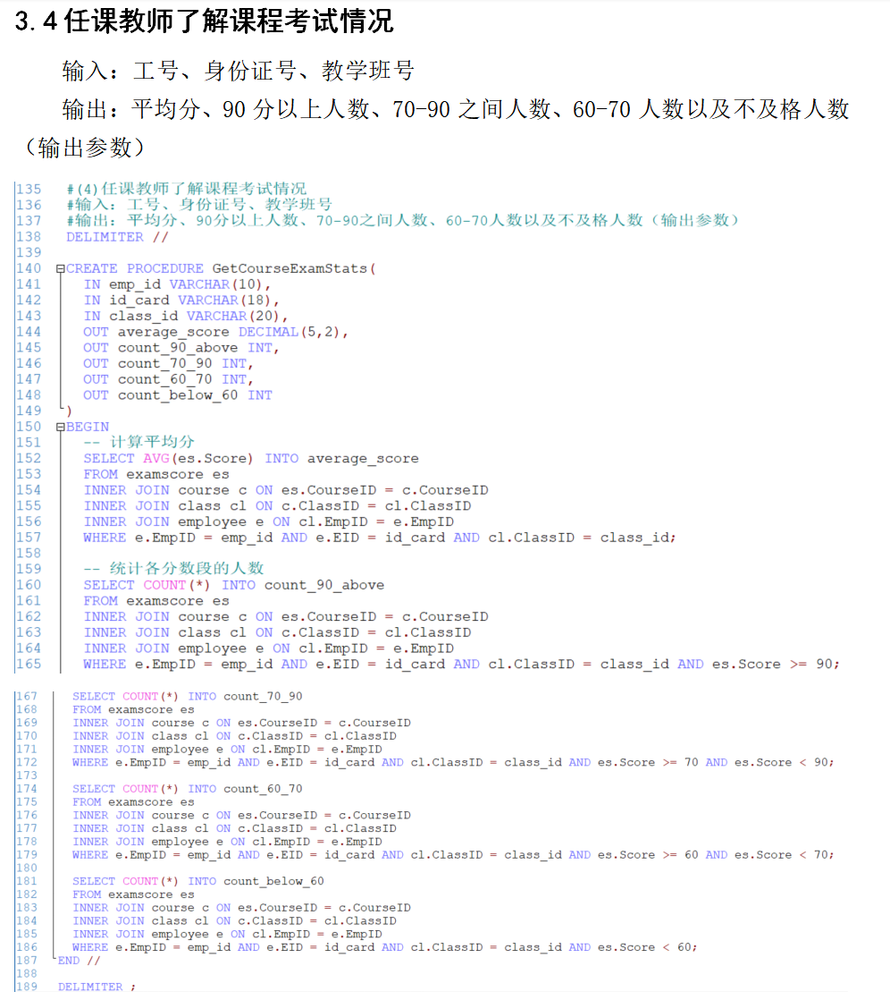 3.4任课教师了解课程考试情况
输入：工号、身份证号、教学班号
输出：平均分、90 分以上人数、70-90 之间人数、60-70 人数以及不及格人数
（输出参数）
135 #(4)任课教师了解课程考试情况
136 #输入：工号、身份证号、教学班号
137 #输出：平均分、90分以上人数、70-90之间人数、60-70人数以及不及格人数（输出参数）
138 DELIMITER //
139
140 CREATE PROCEDURE GetCourseExamStats(
141 IN emp_id VARCHAR(10),
142 IN id_card VARCHAR(18),
143 IN class_id VARCHAR(20),
144 OUT average_score DECIMAL(5,2),
145 OUT count_90_above INT,
146 OUT count_70_90 INT,
147 OUT count_60_70 INT,
148 OUT count_below_60 INT
149 )
150 BEGIN
151 -- 计算平均分
152 SELECT AVG(es.Score) INTO average_score
153 FROM examscore es
154 INNER JOIN course c ON es.CourseID = c.CourseID
155 INNER JOIN class cl ON c.ClassID = cl.ClassID
156 INNER JOIN employee e ON cl.EmpID = e.EmpID
157 WHERE e.EmpID = emp_id AND e.EID = id_card AND cl.ClassID = class_id;
158
159 -- 统计各分数段的人数
160 SELECT COUNT(*) INTO count_90_above
161 FROM examscore es
162 INNER JOIN course c ON es.CourseID = c.CourseID
163 INNER JOIN class cl ON c.ClassID = cl.ClassID
164 INNER JOIN employee e ON cl.EmpID = e.EmpID
165 WHERE e.EmpID = emp_id AND e.EID = id_card AND cl.ClassID = class_id AND es.Score >= 90;
167 SELECT COUNT(*) INTO count_70_90
168 FROM examscore es
169 INNER JOIN course c ON es.CourseID = c.CourseID
170 INNER JOIN class cl ON c.ClassID = cl.ClassID
171 INNER JOIN employee e ON cl.EmpID = e.EmpID
172 WHERE e.EmpID = emp_id AND e.EID = id_card AND cl.ClassID = class_id AND es.Score >= 70 AND es.Score < 90;
173
174 SELECT COUNT(*) INTO count_60_70
175 FROM examscore es
176 INNER JOIN course c ON es.CourseID = c.CourseID
177 INNER JOIN class cl ON c.ClassID = cl.ClassID
178 INNER JOIN employee e ON cl.EmpID = e.EmpID
179 WHERE e.EmpID = emp_id AND e.EID = id_card AND cl.ClassID = class_id AND es.Score >= 60 AND es.Score < 70;
180
181 SELECT COUNT(*) INTO count_below_60
182 FROM examscore es
183 INNER JOIN course c ON es.CourseID = c.CourseID
184 INNER JOIN class cl ON c.ClassID = cl.ClassID
185 INNER JOIN employee e ON cl.EmpID = e.EmpID
186 WHERE e.EmpID = emp_id AND e.EID = id_card AND cl.ClassID = class_id AND es.Score < 60;
187 END //
188
189 DELIMITER ;